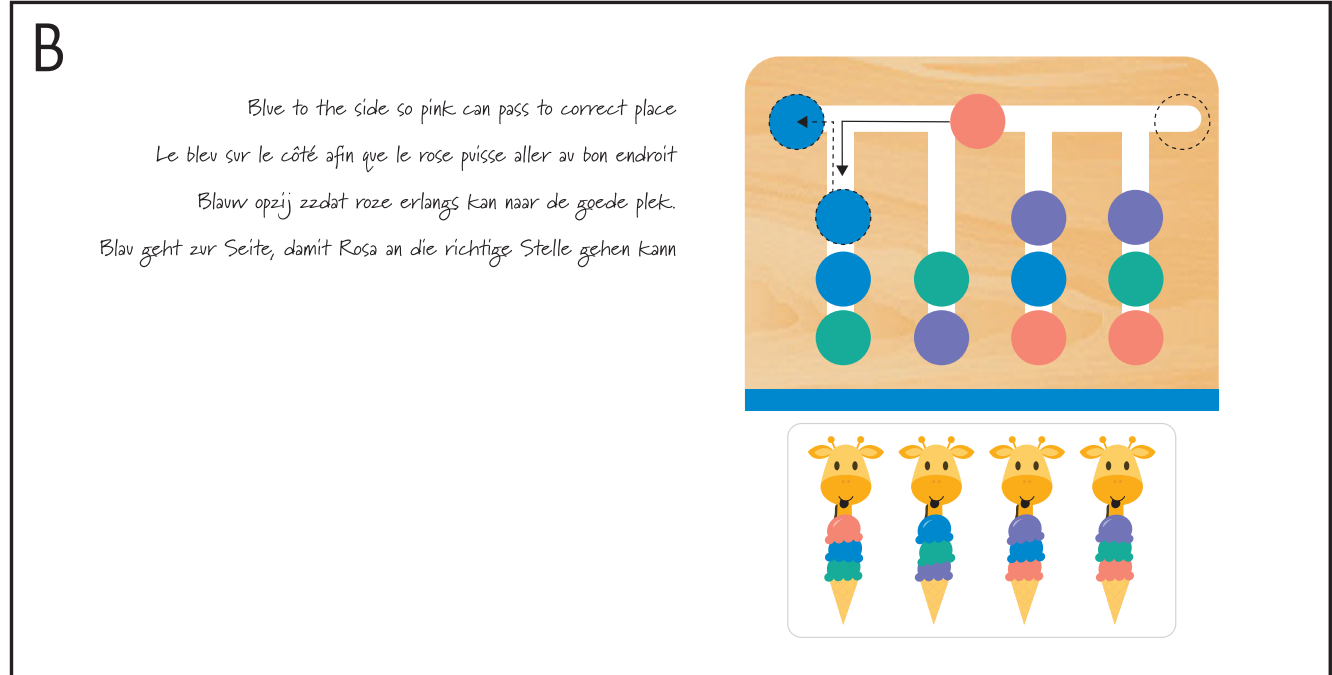 B
Blue to the side so pink can pass to correct place
Le bleu sur le côté afin que le rose puisse aller au bon endroit
Blauw opzij zzdat roze erlangs kan naar de goede plek.
Blau geht zur Seite, damit Rosa an die richtige Stelle gehen kann